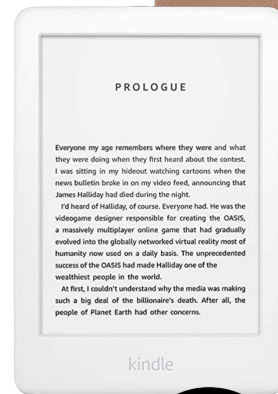 PROLOGUE
Everyone my age remembers where they were and what
they were doing when they first heard about the contest.
I was sitting in my hideout watching cartoons when the
news bulletin broke in on my video feed, announcing that
James Halliday had died during the night.
I'd heard of Halliday, of course. Everyone had. He was the
videogame designer responsible for creating the OASIS,
a massively multiplayer online game that had gradually
evolved into the globally networked virtual reality most of
humanity now used on a daily basis. The unprecedented
success of the OASIS had made Halliday one of the
wealthiest people in the world.
At first, I couldn't understand why the media was making
such a big deal of the billionaire's death. After all, the
people of Planet Earth had other concerns.
kindle